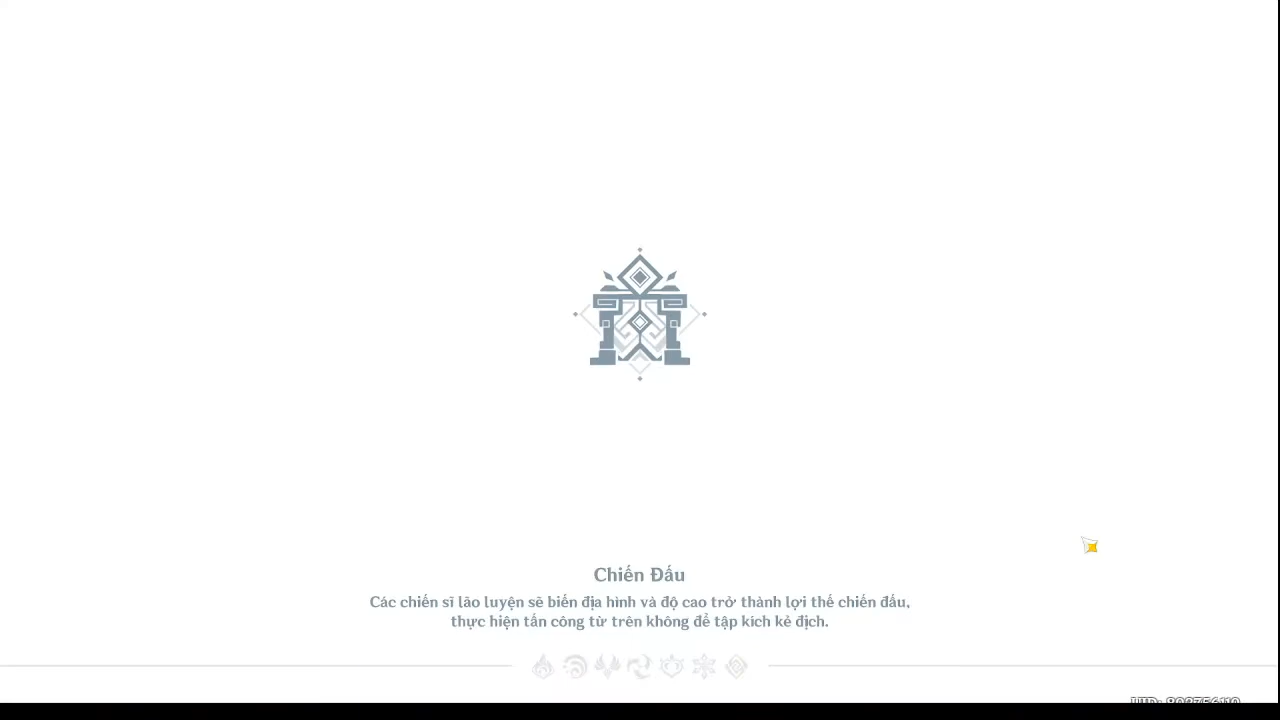 Chiến Đấu
Các chiến sĩ lão luyện sẽ biến địa hình và độ cao trở thành lợi thế chiến đấu,
thực hiện tấn công từ trên không để tập kích kẻ địch.